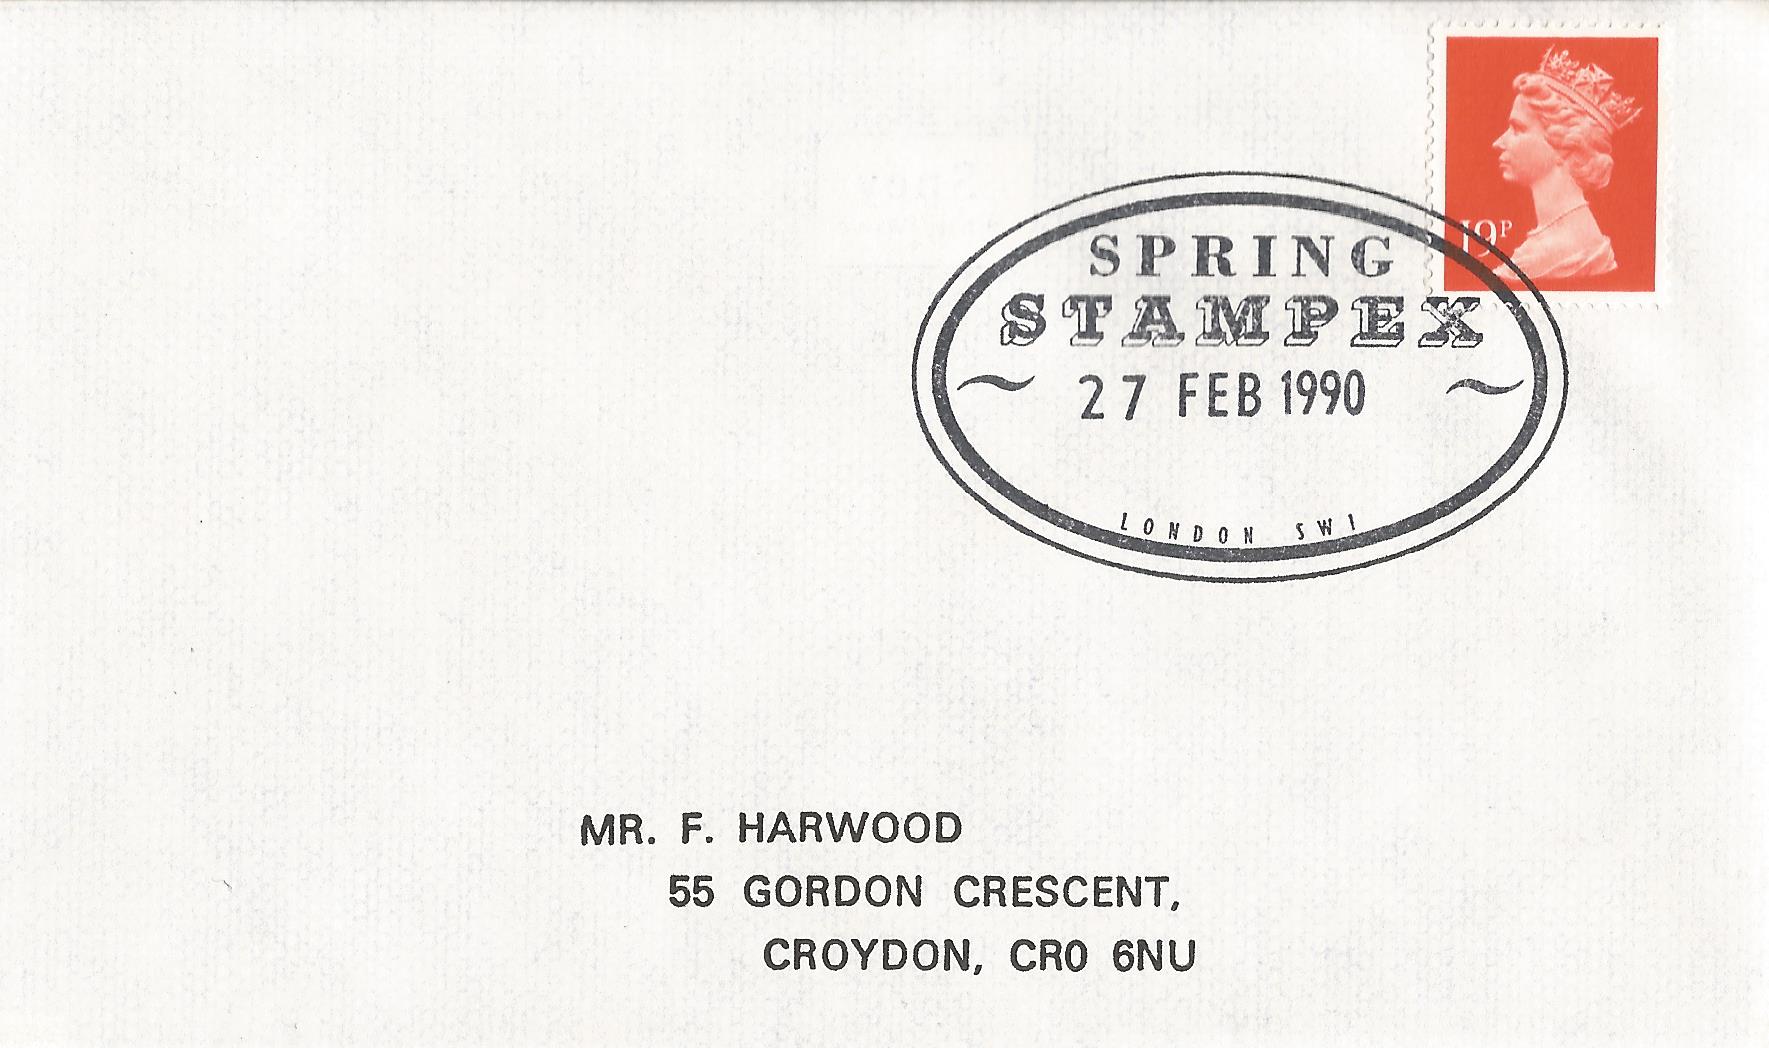 19P
SPRING
STAMPEX
27 FEB 1990
LONDON SW1
MR. F. HARWOOD
55 GORDON CRESCENT,
CROYDON, CR0 6NU